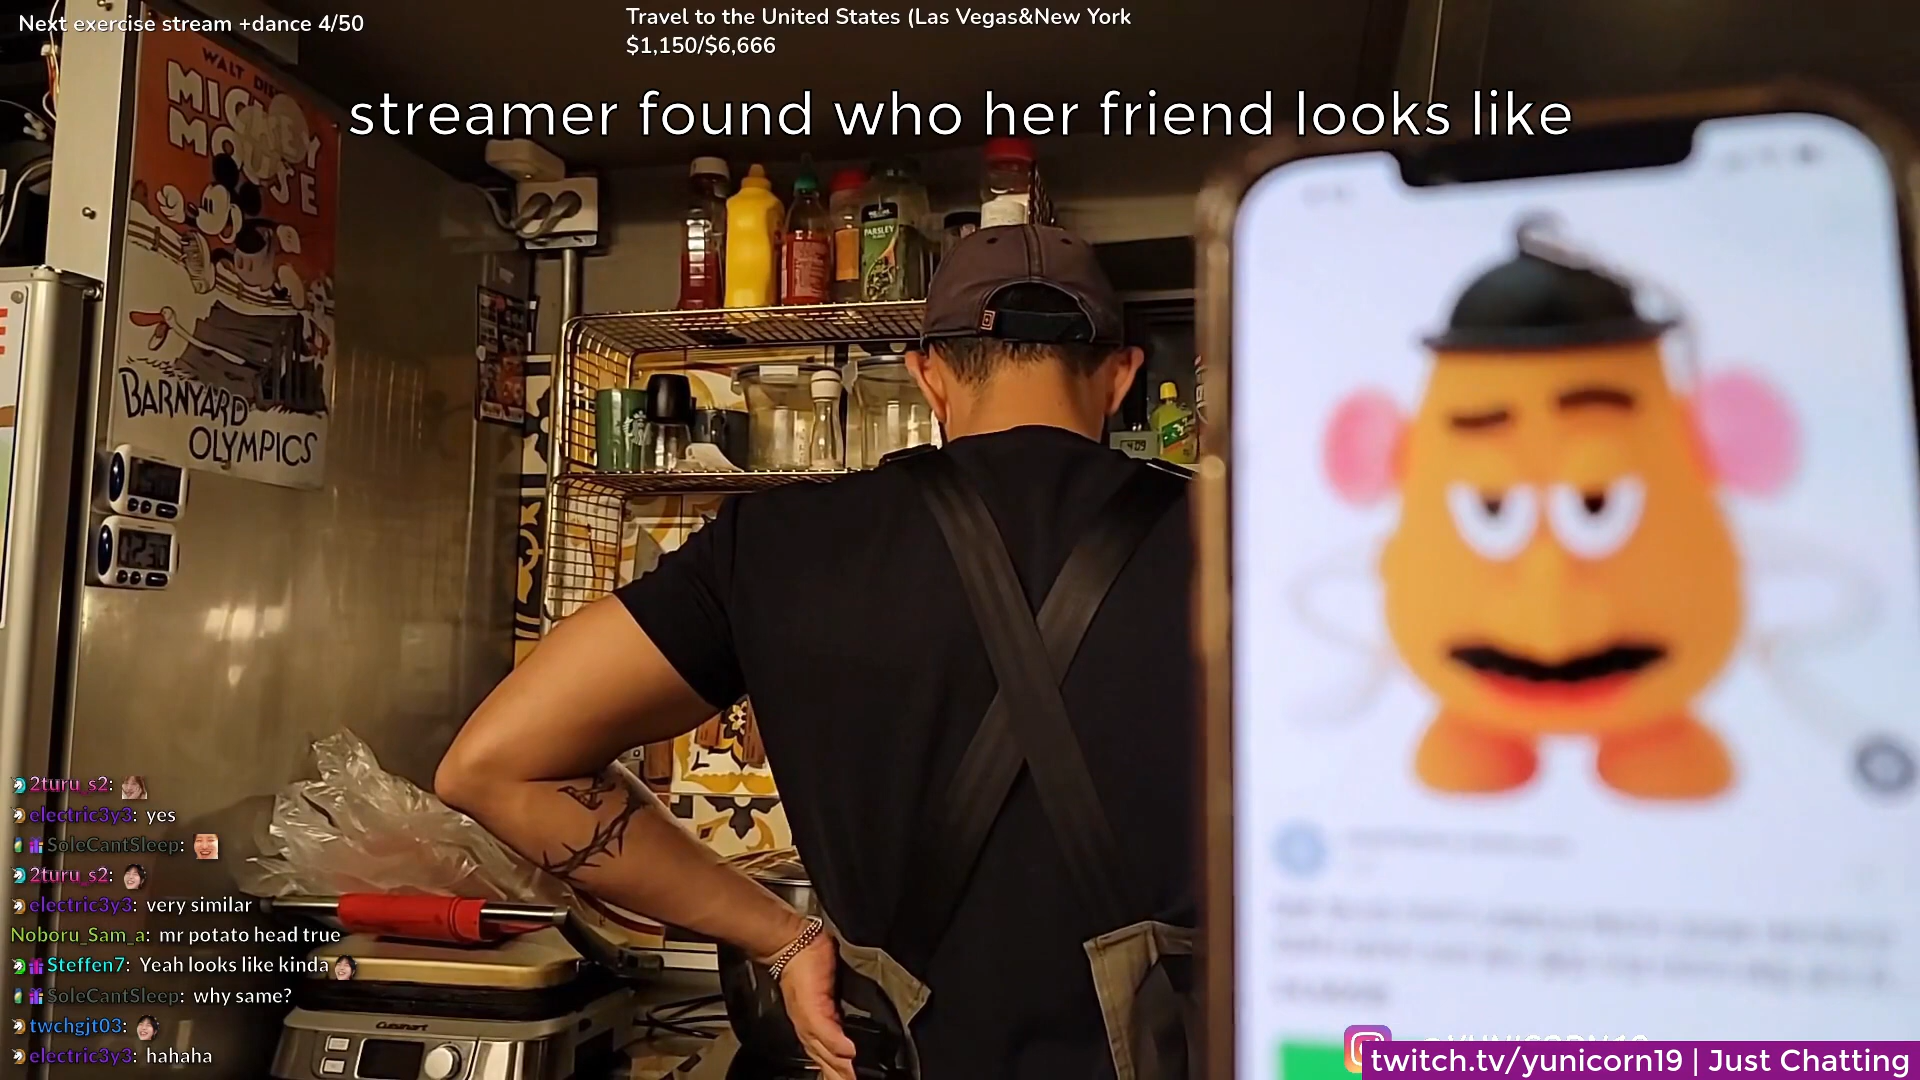 Next exercise stream +dance 4/50
Travel to the United States (Las Vegas&New York
$1,150/$6,666
streamer found who her friend looks like
WALT
MICKEY
MOUSE
BARNYARD
OLYMPICS
PARSLEY
2turu_s2:
electric3y3: yes
SoleCantSleep:
2turu_s2:
electric3y3: very similar
Noboru_Sam_a: mr potato head true
Steffen7: Yeah looks like kinda
SoleCantSleep: why same?
twchgjt03:
electric3y3: hahaha
Cuisinart
twitch.tv/yunicorn19 | Just Chatting